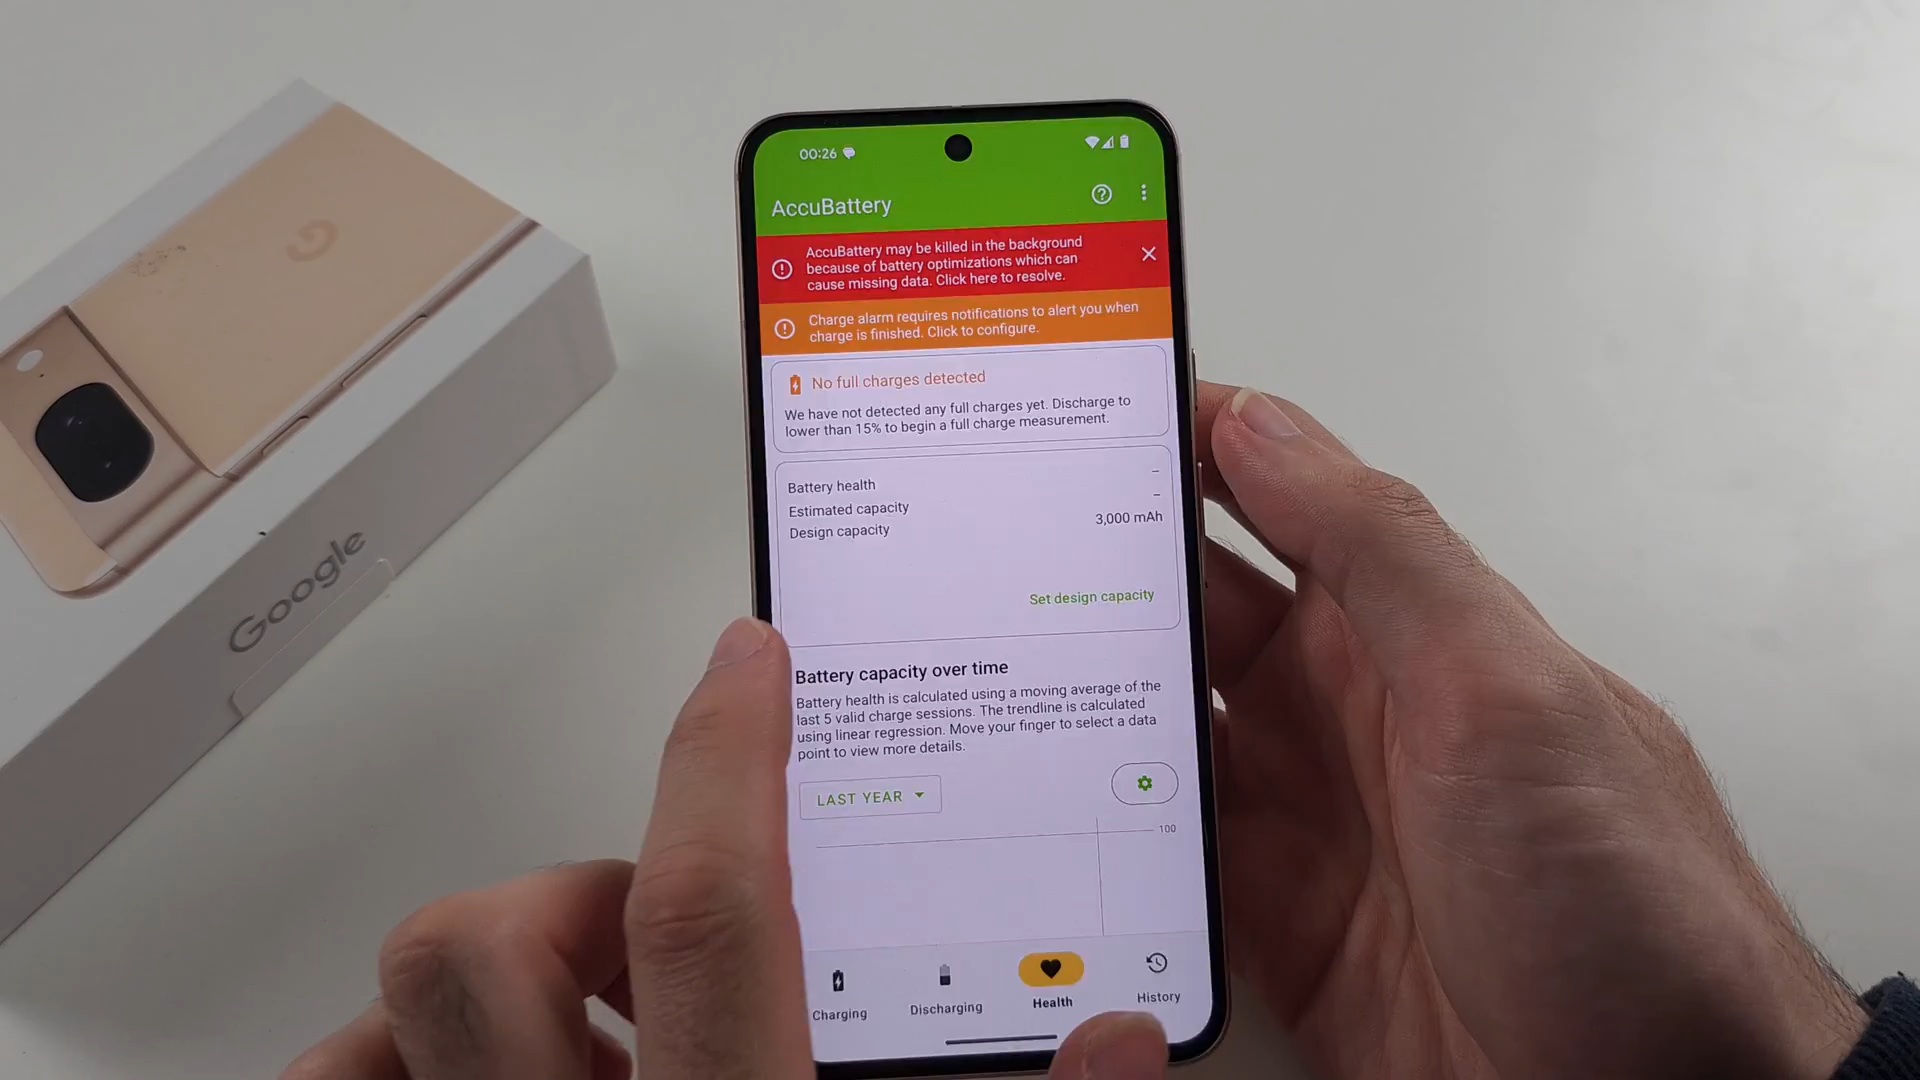 00:26
AccuBattery
AccuBattery may be killed in the background
because of battery optimizations which can
cause missing data. Click here to resolve.
Charge alarm requires notifications to alert you when
charge is finished. Click to configure.
No full charges detected
We have not detected any full charges yet. Discharge to
lower than 15% to begin a full charge measurement.
Battery health –
Estimated capacity –
Design capacity 3,000 mAh
Set design capacity
Battery capacity over time
Battery health is calculated using a moving average of the
last 5 valid charge sessions. The trendline is calculated
using linear regression. Move your finger to select a data
point to view more details.
LAST YEAR
100
Charging
Discharging
Health
History
Google
G